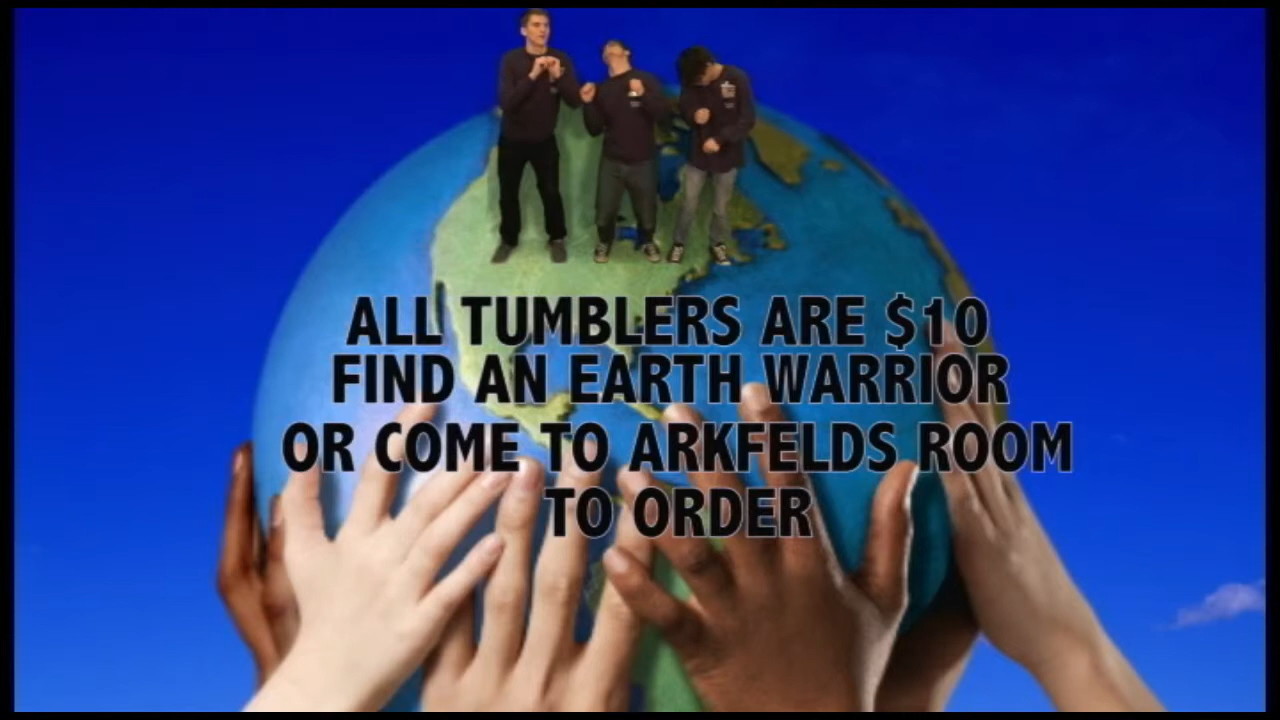 ALL TUMBLERS ARE $10
FIND AN EARTH WARRIOR
OR COME TO ARKFELDS ROOM
TO ORDER